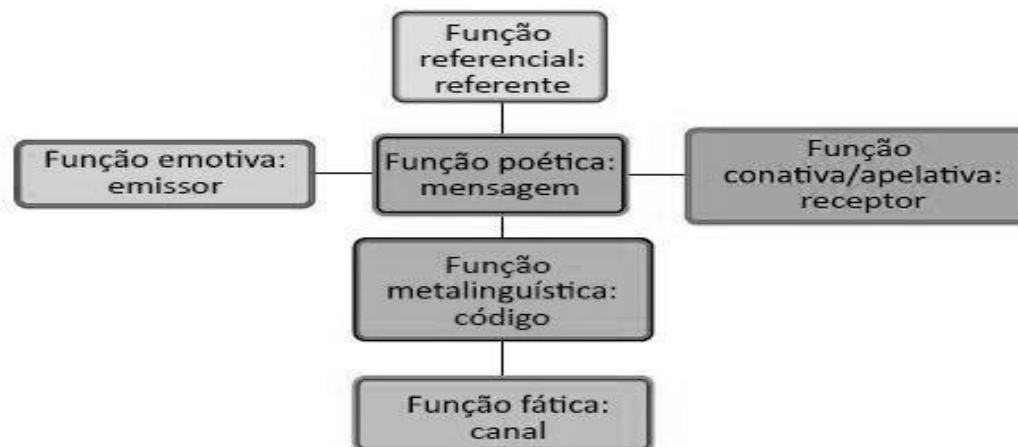 Função
referencial:
referente
Função emotiva:
emissor
Função poética:
mensagem
Função
conativa/apelativa:
receptor
Função
metalinguística:
código
Função fática:
canal